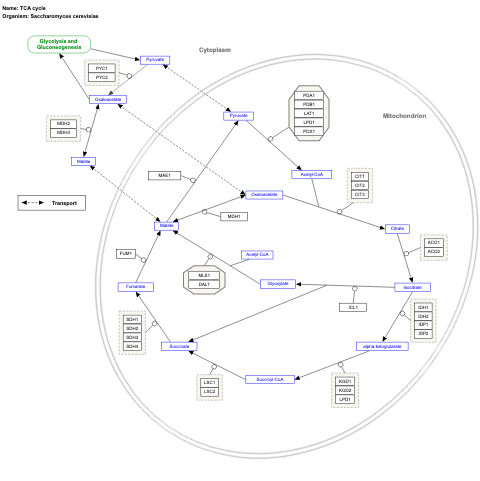 Name: TCA cycle
Organism: Saccharomyces cerevisiae
Glycolysis and
Gluconeogenesis
Cytoplasm
Pyruvate
PYC1
PYC2
Oxaloacetate
PDA1
PDB1
LAT1
LPD1
PDX1
Mitochondrion
Pyruvate
MDH2
MDH3
Malate
MAE1
Acetyl-CoA
CIT1
CIT2
CIT3
Oxaloacetate
Transport
MDH1
Malate
Citrate
ACO1
ACO2
FUM1
Acetyl-CoA
MLS1
DAL7
Fumarate
Glyoxylate
Isocitrate
ICL1
IDH1
IDH2
IDP1
IDP2
SDH1
SDH2
SDH3
SDH4
Succinate
alpha-ketoglutarate
LSC1
LSC2
Succinyl-CoA
KGD1
KGD2
LPD1